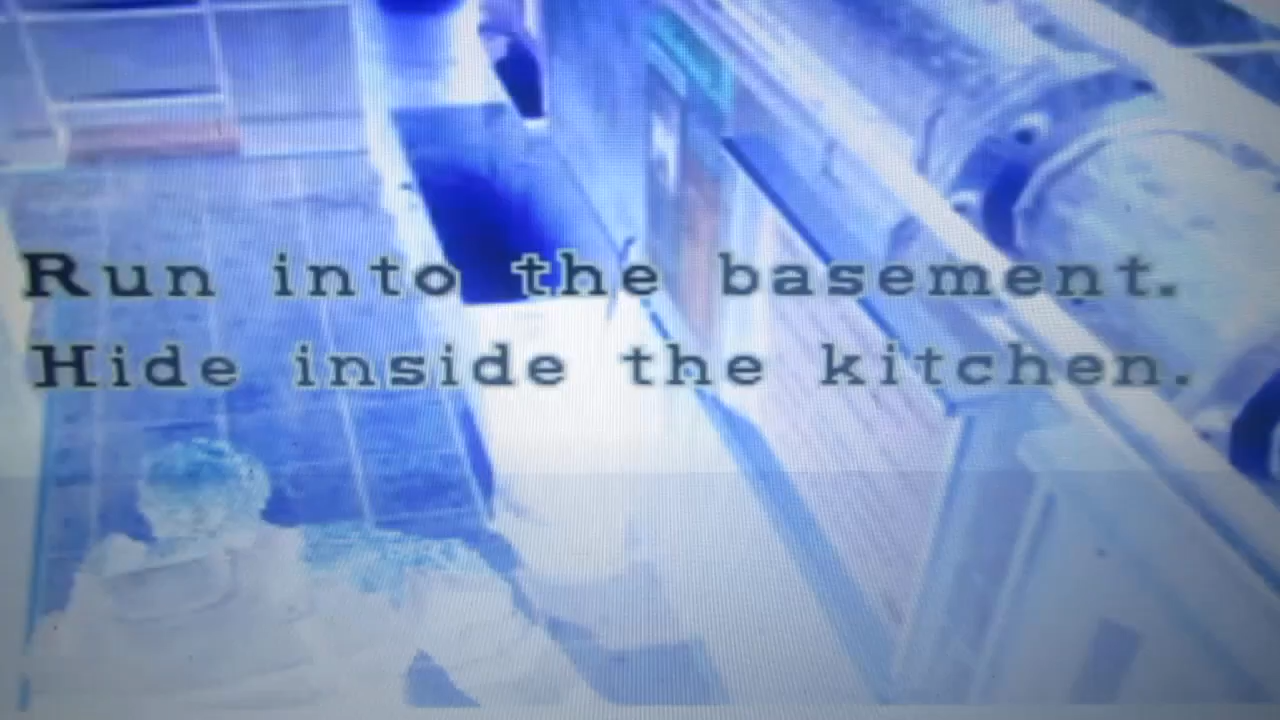 Run into the basement.
Hide inside the kitchen.